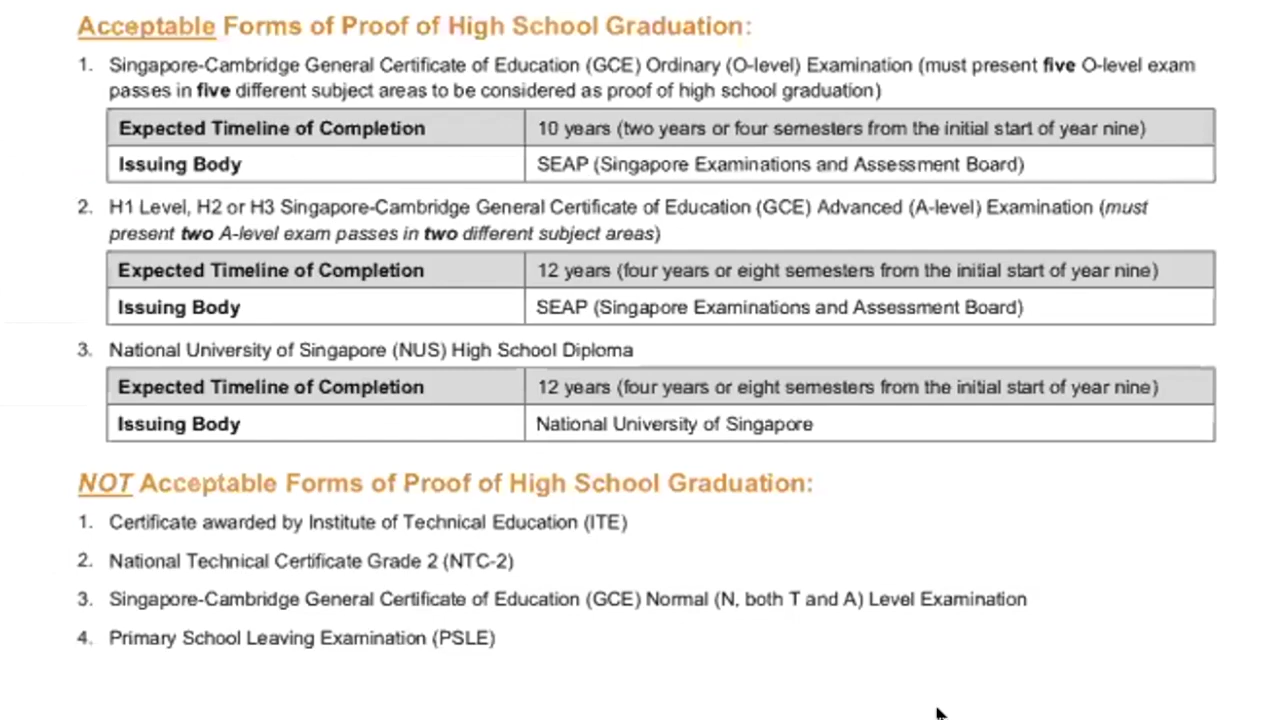 Acceptable Forms of Proof of High School Graduation:
1. Singapore-Cambridge General Certificate of Education (GCE) Ordinary (O-level) Examination (must present five O-level exam
passes in five different subject areas to be considered as proof of high school graduation)
Expected Timeline of Completion 10 years (two years or four semesters from the initial start of year nine)
Issuing Body SEAP (Singapore Examinations and Assessment Board)
2. H1 Level, H2 or H3 Singapore-Cambridge General Certificate of Education (GCE) Advanced (A-level) Examination (must
present two A-level exam passes in two different subject areas)
Expected Timeline of Completion 12 years (four years or eight semesters from the initial start of year nine)
Issuing Body SEAP (Singapore Examinations and Assessment Board)
3. National University of Singapore (NUS) High School Diploma
Expected Timeline of Completion 12 years (four years or eight semesters from the initial start of year nine)
Issuing Body National University of Singapore
NOT Acceptable Forms of Proof of High School Graduation:
1. Certificate awarded by Institute of Technical Education (ITE)
2. National Technical Certificate Grade 2 (NTC-2)
3. Singapore-Cambridge General Certificate of Education (GCE) Normal (N, both T and A) Level Examination
4. Primary School Leaving Examination (PSLE)